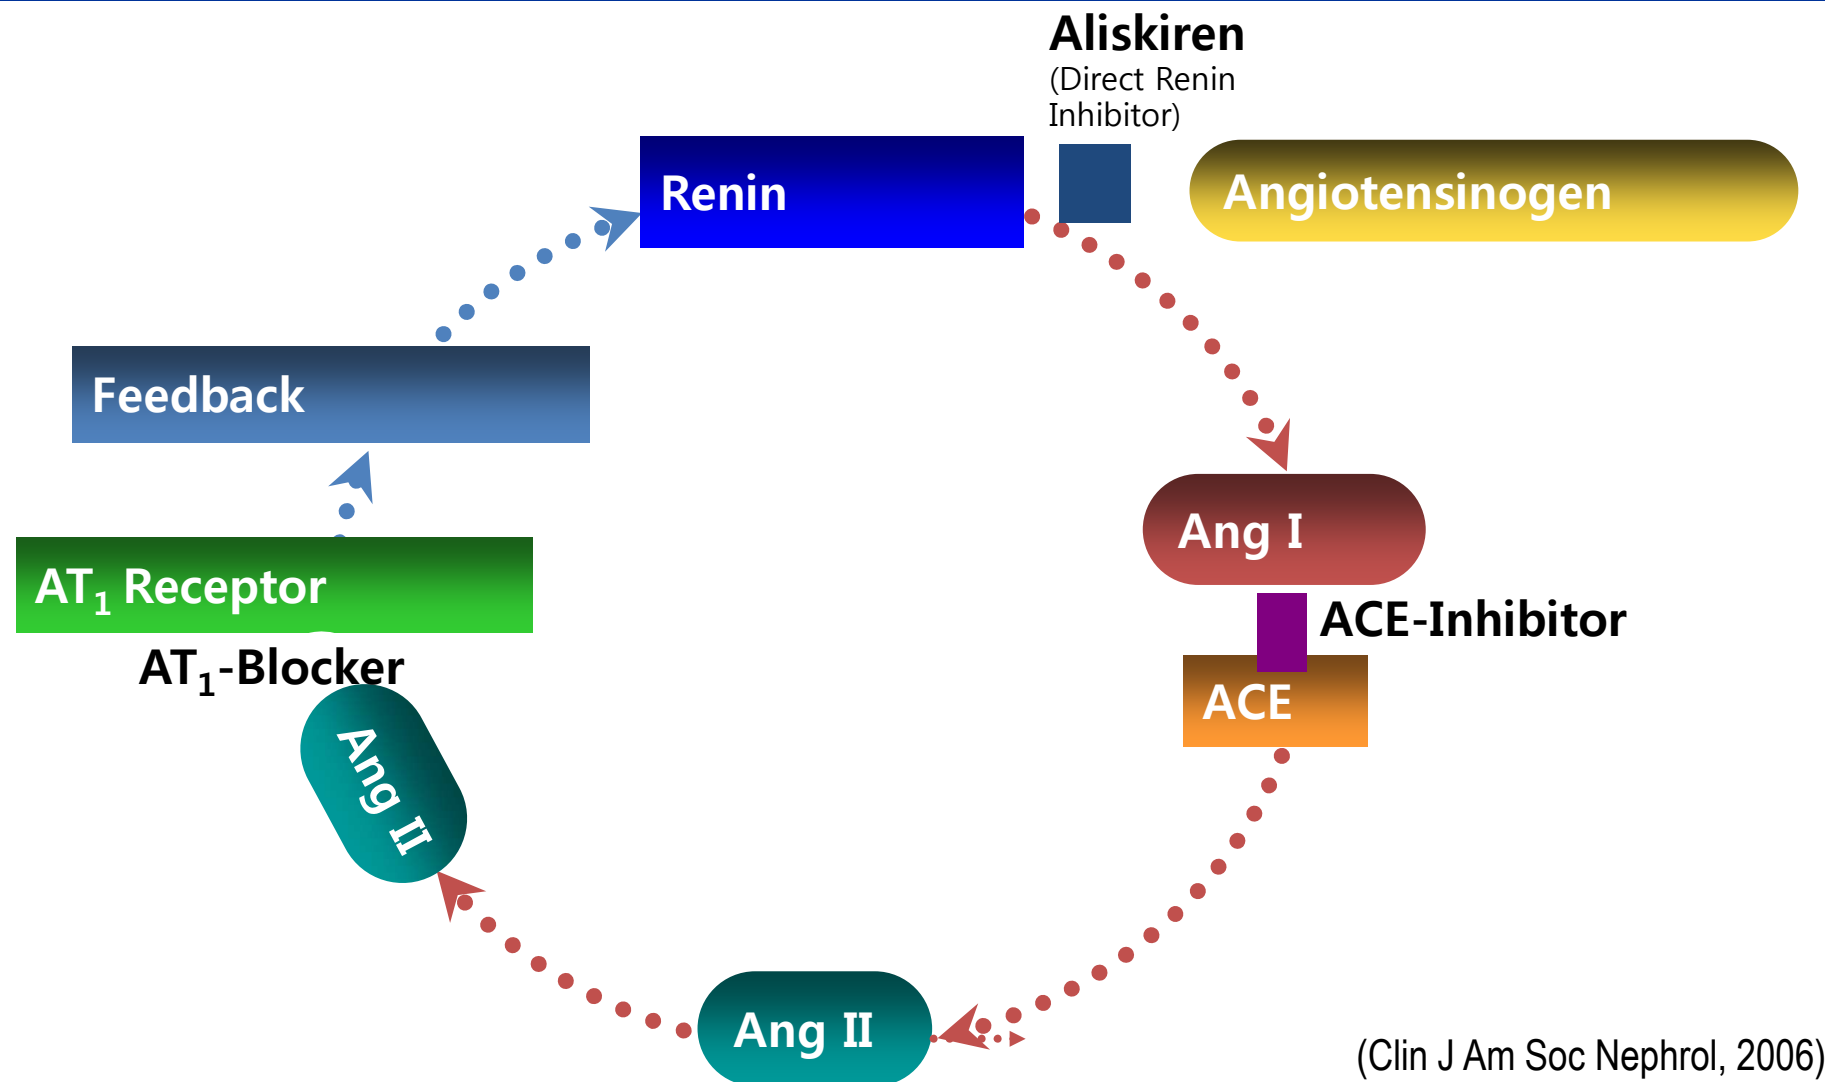 Aliskiren
(Direct Renin
Inhibitor)
Renin
Angiotensinogen
Feedback
Ang I
AT₁ Receptor
ACE-Inhibitor
AT₁-Blocker
ACE
Ang II
Ang II
(Clin J Am Soc Nephrol, 2006)